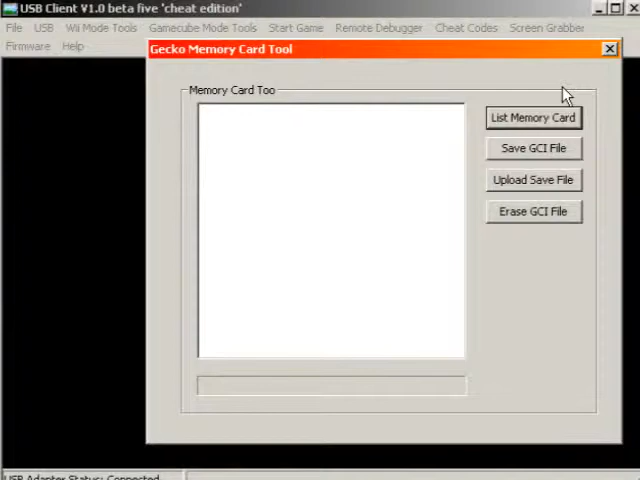 USB Client V1.0 beta five 'cheat edition'
File USB Wii Mode Tools Gamecube Mode Tools Start Game Remote Debugger Cheat Codes Screen Grabber
Firmware Help
Gecko Memory Card Tool
Memory Card Too
List Memory Card
Save GCI File
Upload Save File
Erase GCI File
USB Adapter Status: Connected